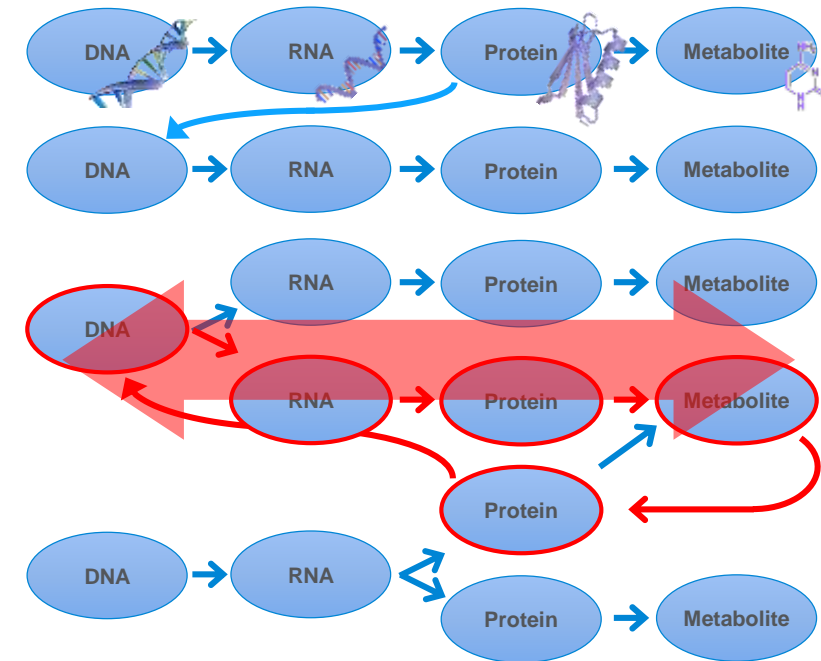 DNA RNA Protein Metabolite
DNA RNA Protein Metabolite
RNA Protein Metabolite
DNA
RNA Protein Metabolite
Protein
DNA RNA
Protein Metabolite